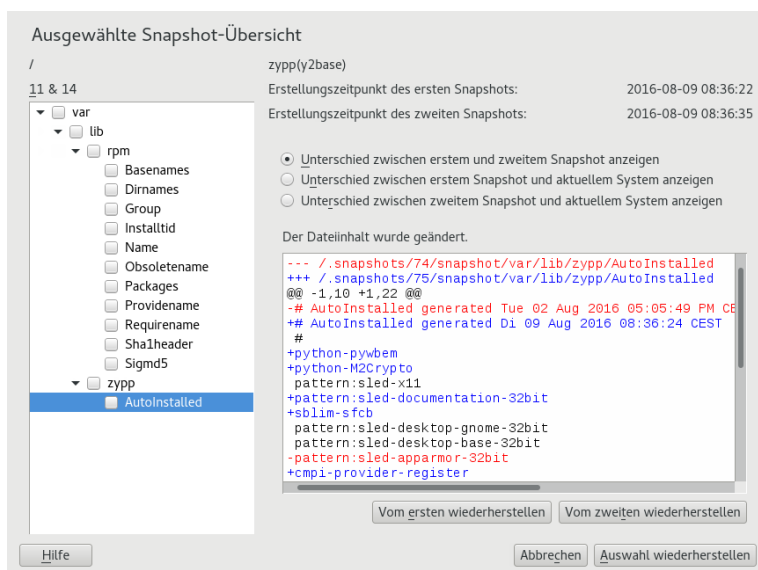 Ausgewählte Snapshot-Übersicht
/
zypp(y2base)
11 & 14
Erstellungszeitpunkt des ersten Snapshots: 2016-08-09 08:36:22
Erstellungszeitpunkt des zweiten Snapshots: 2016-08-09 08:36:35
var
lib
rpm
Basenames
Dirnames
Group
Installtid
Name
Obsoletename
Packages
Providename
Requirename
Sha1header
Sigmd5
zypp
AutoInstalled
Unterschied zwischen erstem und zweitem Snapshot anzeigen
Unterschied zwischen erstem Snapshot und aktuellem System anzeigen
Unterschied zwischen zweitem Snapshot und aktuellem System anzeigen
Der Dateiinhalt wurde geändert.
--- /.snapshots/74/snapshot/var/lib/zypp/AutoInstalled
+++ /.snapshots/75/snapshot/var/lib/zypp/AutoInstalled
@@ -1,10 +1,22 @@
-# AutoInstalled generated Tue 02 Aug 2016 05:05:49 PM CE
+# AutoInstalled generated Di 09 Aug 2016 08:36:24 CEST
#
+python-pywbem
+python-M2Crypto
pattern:sled-x11
+pattern:sled-documentation-32bit
+sblim-sfcb
pattern:sled-desktop-gnome-32bit
pattern:sled-desktop-base-32bit
-pattern:sled-apparmor-32bit
+cmpi-provider-register
Vom ersten wiederherstellen
Vom zweiten wiederherstellen
Hilfe
Abbrechen
Auswahl wiederherstellen